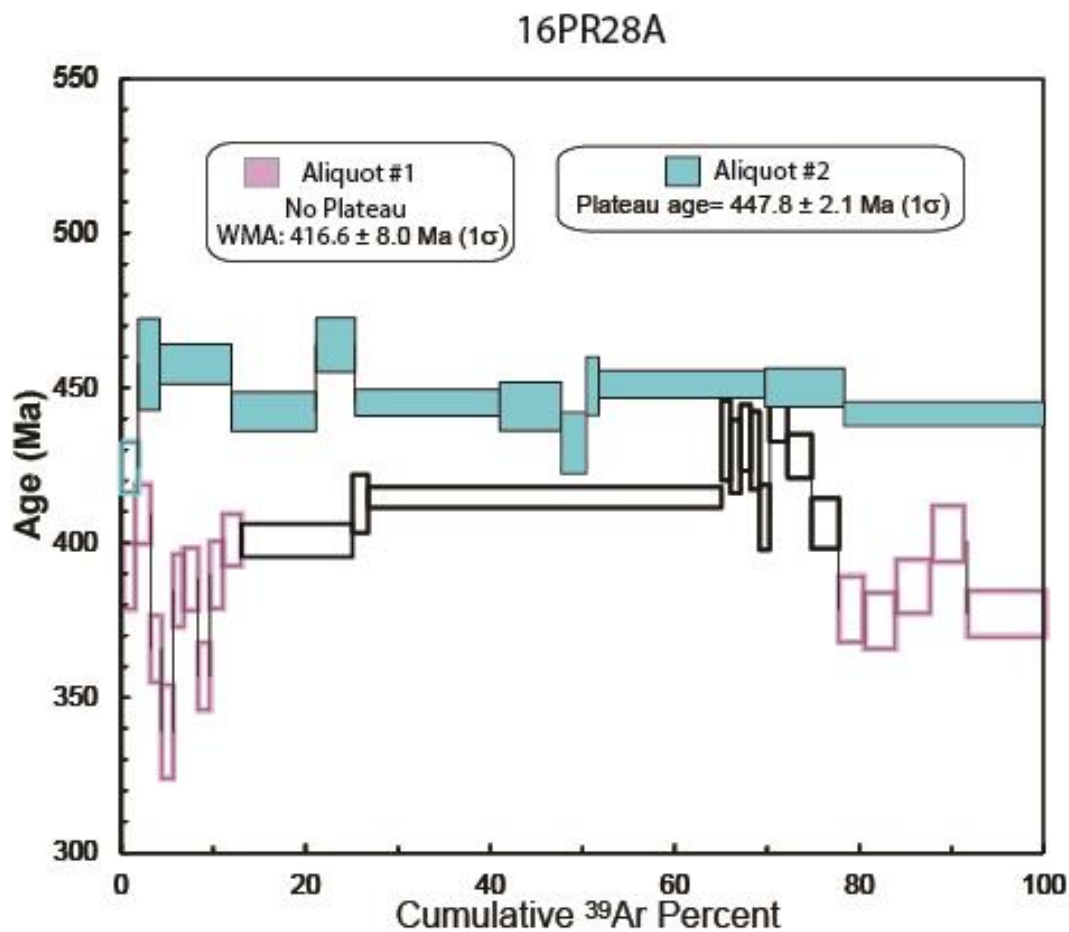 16PR28A
550
500
450
400
350
300
Age (Ma)
Aliquot #1
No Plateau
WMA: 416.6 ± 8.0 Ma (1σ)
Aliquot #2
Plateau age= 447.8 ± 2.1 Ma (1σ)
0 20 40 60 80 100
Cumulative ³⁹Ar Percent